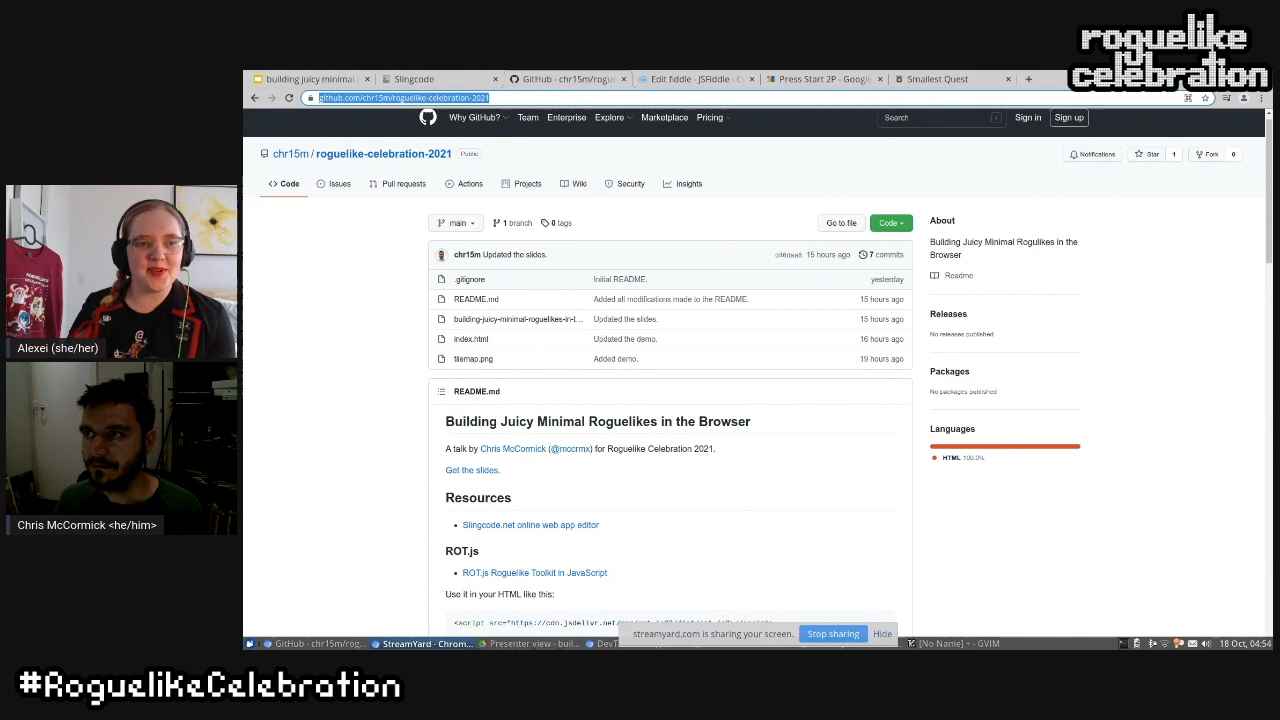 roguelike
celebration
building juicy minimal
Slingcode
GitHub - chr15m/rogue
Edit fiddle - JSFiddle - C
Press Start 2P - Google
Smallest Quest
github.com/chr15m/roguelike-celebration-2021
Why GitHub?
Team
Enterprise
Explore
Marketplace
Pricing
Search
/
Sign in
Sign up
chr15m / roguelike-celebration-2021
Public
Notifications
Star
1
Fork
0
Code
Issues
Pull requests
Actions
Projects
Wiki
Security
Insights
main
1 branch
0 tags
Go to file
Code
chr15m Updated the slides.
d46daa6
15 hours ago
7 commits
.gitignore
Initial README.
yesterday
README.md
Added all modifications made to the README.
15 hours ago
building-juicy-minimal-roguelikes-in-t...
Updated the slides.
15 hours ago
index.html
Updated the demo.
16 hours ago
tilemap.png
Added demo.
19 hours ago
README.md
Building Juicy Minimal Roguelikes in the Browser
A talk by Chris McCormick (@mccrmx) for Roguelike Celebration 2021.
Get the slides.
Resources
Slingcode.net online web app editor
ROT.js
ROT.js Roguelike Toolkit in JavaScript
Use it in your HTML like this:
About
Building Juicy Minimal Rogulikes in the
Browser
Readme
Releases
No releases published
Packages
No packages published
Languages
HTML 100.0%
Alexei (she/her)
Chris McCormick <he/him>
streamyard.com is sharing your screen.
Stop sharing
Hide
GitHub - chr15m/rog...
StreamYard - Chrom...
Presenter view - buil...
DevT
[No Name] + - GVIM
18 Oct, 04:54
#RoguelikeCelebration